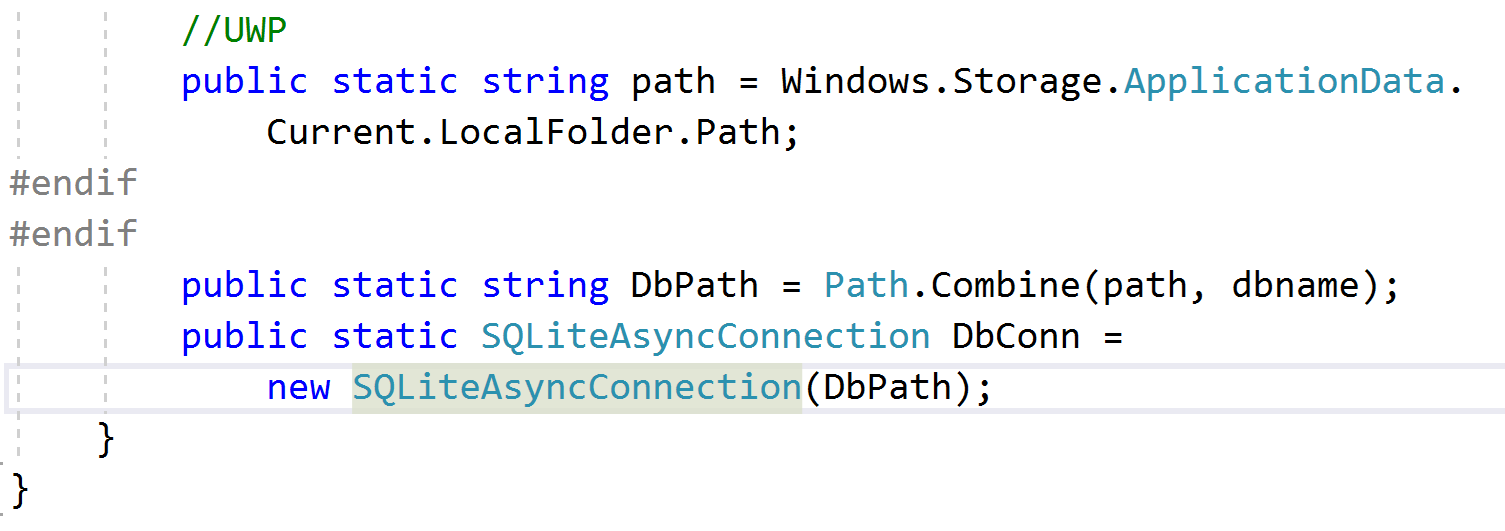 //UWP
public static string path = Windows.Storage.ApplicationData.
Current.LocalFolder.Path;
#endif
#endif
public static string DbPath = Path.Combine(path, dbname);
public static SQLiteAsyncConnection DbConn =
new SQLiteAsyncConnection(DbPath);
}
}